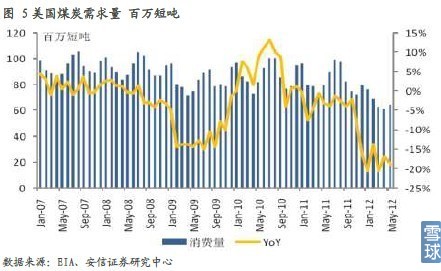 图 5 美国煤炭需求量 百万短吨
百万短吨
120
100
80
60
40
20
0
15%
10%
5%
0%
-5%
-10%
-15%
-20%
-25%
Jan-07
May-07
Sep-07
Jan-08
May-08
Sep-08
Jan-09
May-09
Sep-09
Jan-10
May-10
Sep-10
Jan-11
May-11
Sep-11
Jan-12
May-12
消费量
YoY
雪球
数据来源：EIA、安信证券研究中心